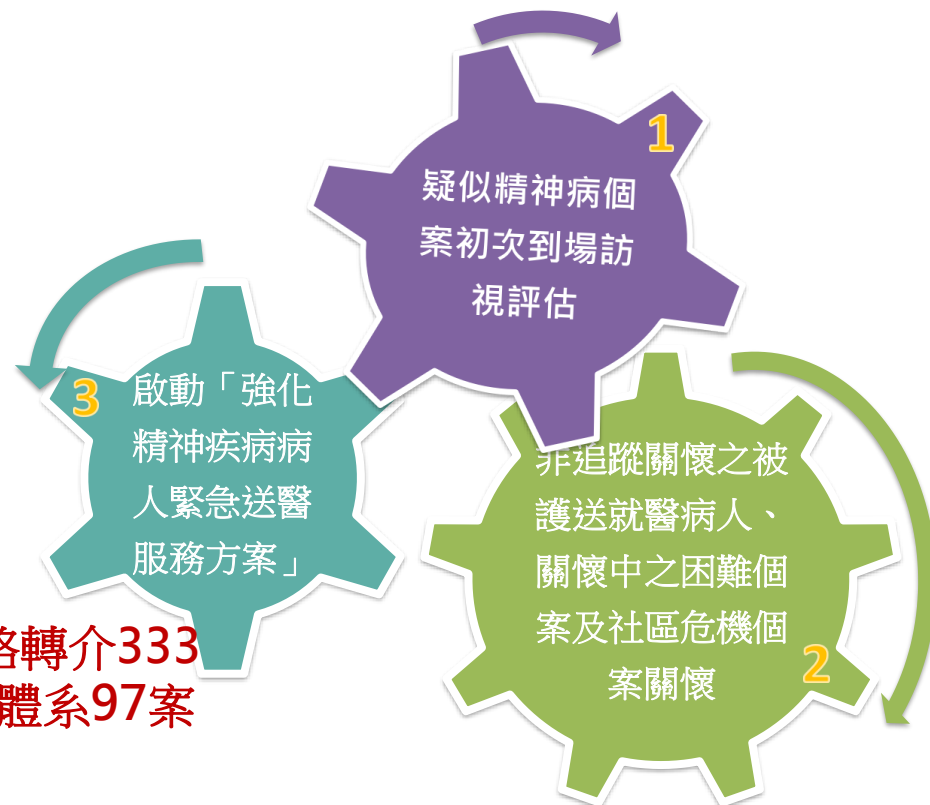 1
疑似精神病個
案初次到場訪
視評估
3
啟動「強化
精神疾病病
人緊急送醫
服務方案」
非追蹤關懷之被
護送就醫病人、
關懷中之困難個
案及社區危機個
案關懷
2
轉介333
體系97案